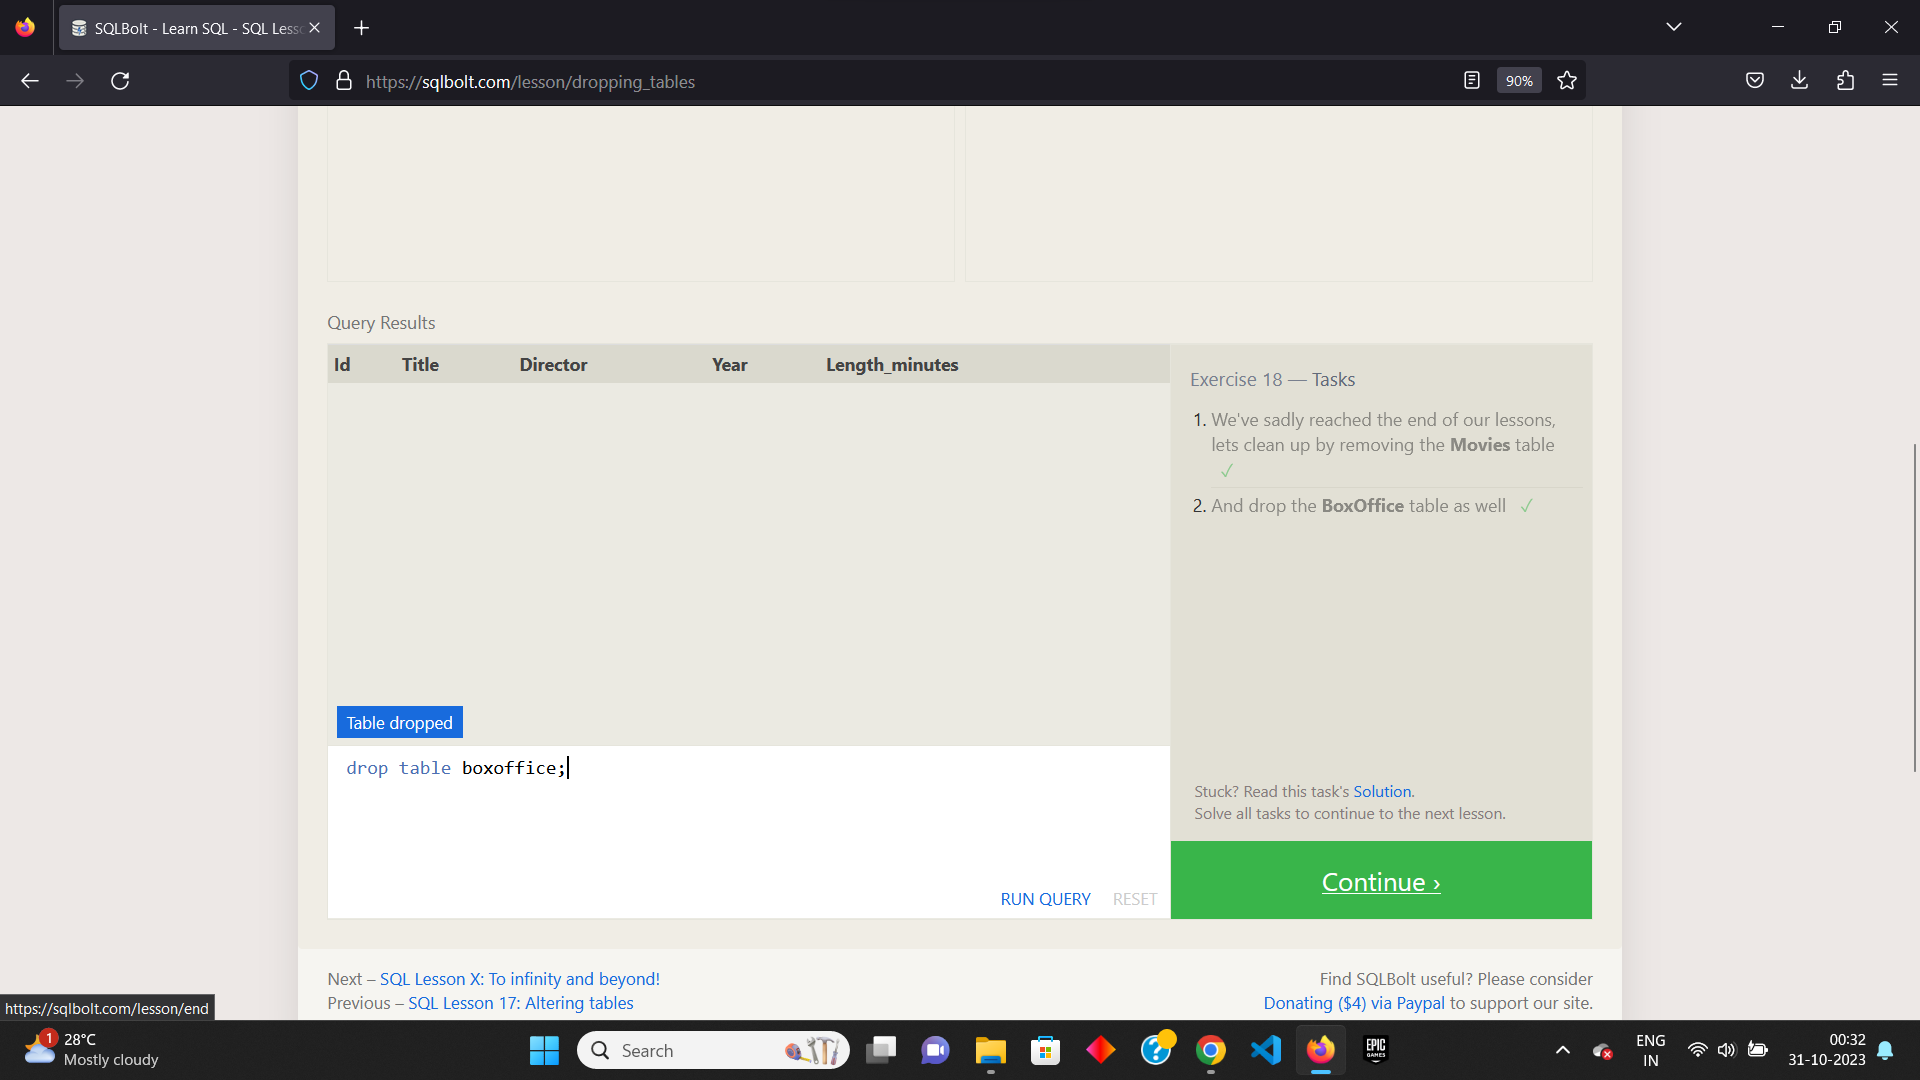 SQLBolt - Learn SQL - SQL Lesso
https://sqlbolt.com/lesson/dropping_tables
90%
Query Results
Id Title Director Year Length_minutes
Exercise 18 — Tasks
1. We've sadly reached the end of our lessons,
lets clean up by removing the Movies table
✓
2. And drop the BoxOffice table as well ✓
Table dropped
drop table boxoffice;
Stuck? Read this task's Solution.
Solve all tasks to continue to the next lesson.
RUN QUERY RESET
Continue ›
Next – SQL Lesson X: To infinity and beyond!
Previous – SQL Lesson 17: Altering tables
Find SQLBolt useful? Please consider
Donating ($4) via Paypal to support our site.
https://sqlbolt.com/lesson/end
1
28°C
Mostly cloudy
Search
EPIC
GAMES
ENG
IN
00:32
31-10-2023